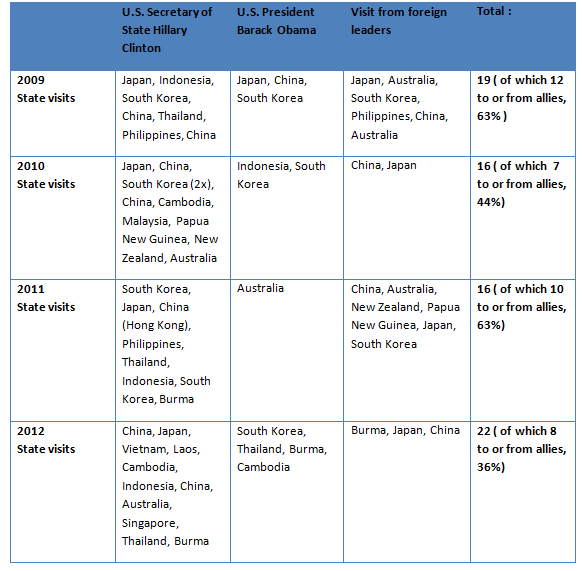 U.S. Secretary of
State Hillary
Clinton
U.S. President
Barack Obama
Visit from foreign
leaders
Total :
2009
State visits
Japan, Indonesia,
South Korea,
China, Thailand,
Philippines, China
Japan, China,
South Korea
Japan, Australia,
South Korea,
Philippines, China,
Australia
19 ( of which 12
to or from allies,
63% )
2010
State visits
Japan, China,
South Korea (2x),
China, Cambodia,
Malaysia, Papua
New Guinea, New
Zealand, Australia
Indonesia, South
Korea
China, Japan
16 ( of which 7
to or from allies,
44%)
2011
State visits
South Korea,
Japan, China
(Hong Kong),
Philippines,
Thailand,
Indonesia, South
Korea, Burma
Australia
China, Australia,
New Zealand, Papua
New Guinea, Japan,
South Korea
16 ( of which 10
to or from allies,
63%)
2012
State visits
China, Japan,
Vietnam, Laos,
Cambodia,
Indonesia, China,
Australia,
Singapore,
Thailand, Burma
South Korea,
Thailand, Burma,
Cambodia
Burma, Japan, China
22 ( of which 8
to or from allies,
36%)